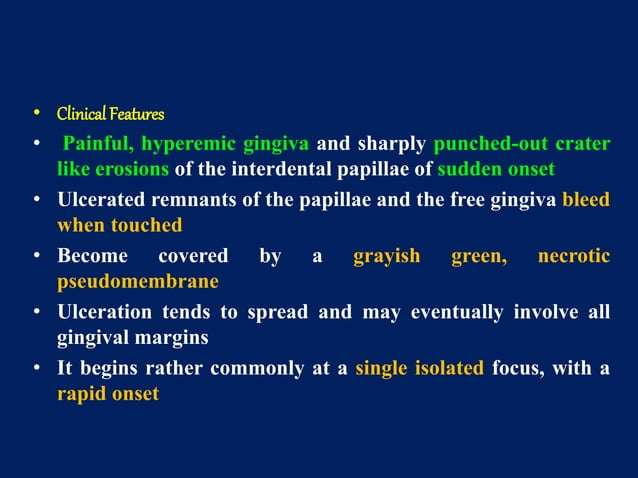 • Clinical Features
• Painful, hyperemic gingiva and sharply punched-out crater
like erosions of the interdental papillae of sudden onset
• Ulcerated remnants of the papillae and the free gingiva bleed
when touched
• Become covered by a grayish green, necrotic
pseudomembrane
• Ulceration tends to spread and may eventually involve all
gingival margins
• It begins rather commonly at a single isolated focus, with a
rapid onset